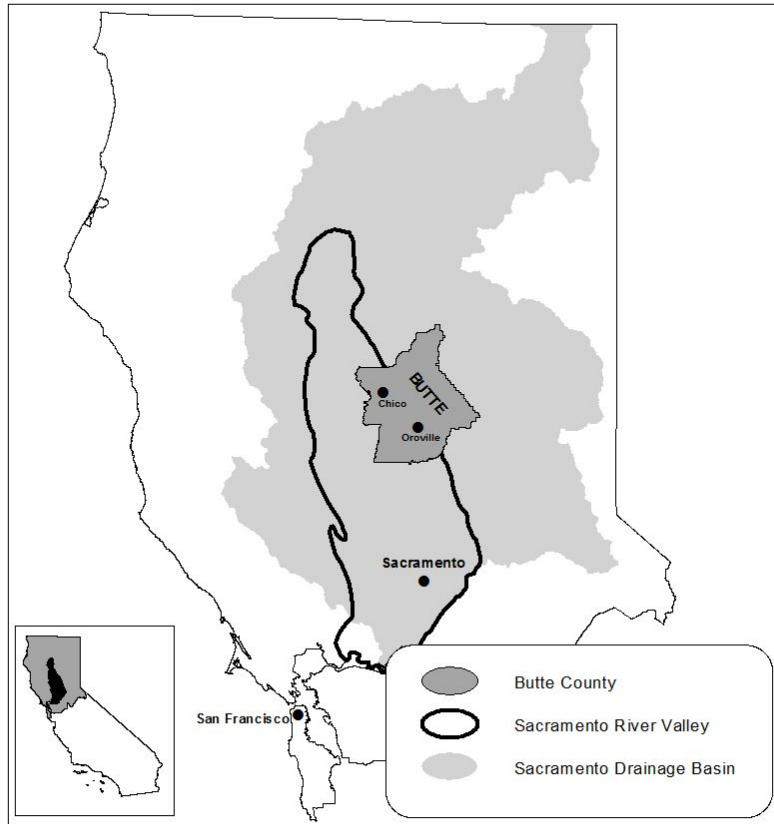 BUTTE
Chico
Oroville
Sacramento
San Francisco
Butte County
Sacramento River Valley
Sacramento Drainage Basin